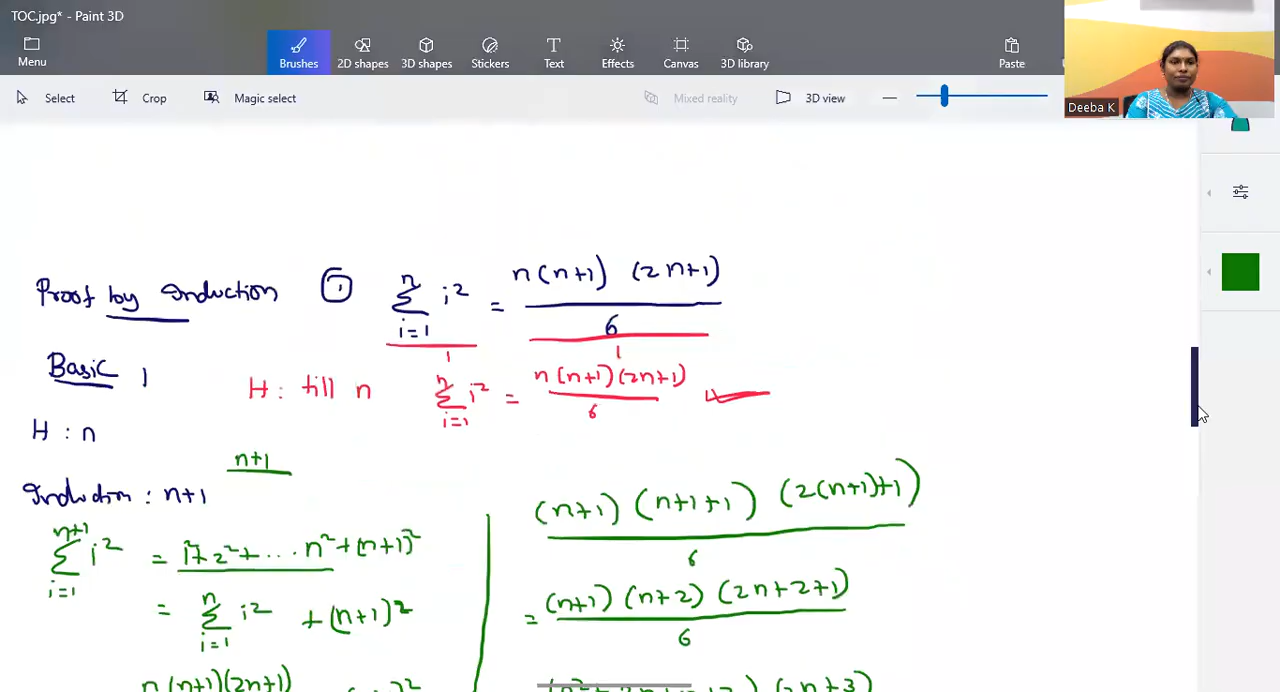 TOC.jpg* - Paint 3D
Menu
Brushes
2D shapes
3D shapes
Stickers
Text
Effects
Canvas
3D library
Paste
Select
Crop
Magic select
Mixed reality
3D view
Deeba K
Proof by Induction ① n∑i=1 i² = n(n+1) (2n+1) / 6
1 1
Basic 1
H : till n n∑i=1 i² = n(n+1)(2n+1) / 6
H : n
n+1
Induction : n+1
(n+1) (n+1+1) (2(n+1)+1) / 6
n+1∑i=1 i² = 1²+2²+...n²+(n+1)²
= n∑i=1 i² +(n+1)²
= (n+1) (n+2) (2n+2+1) / 6
n(n+1)(2n+1)